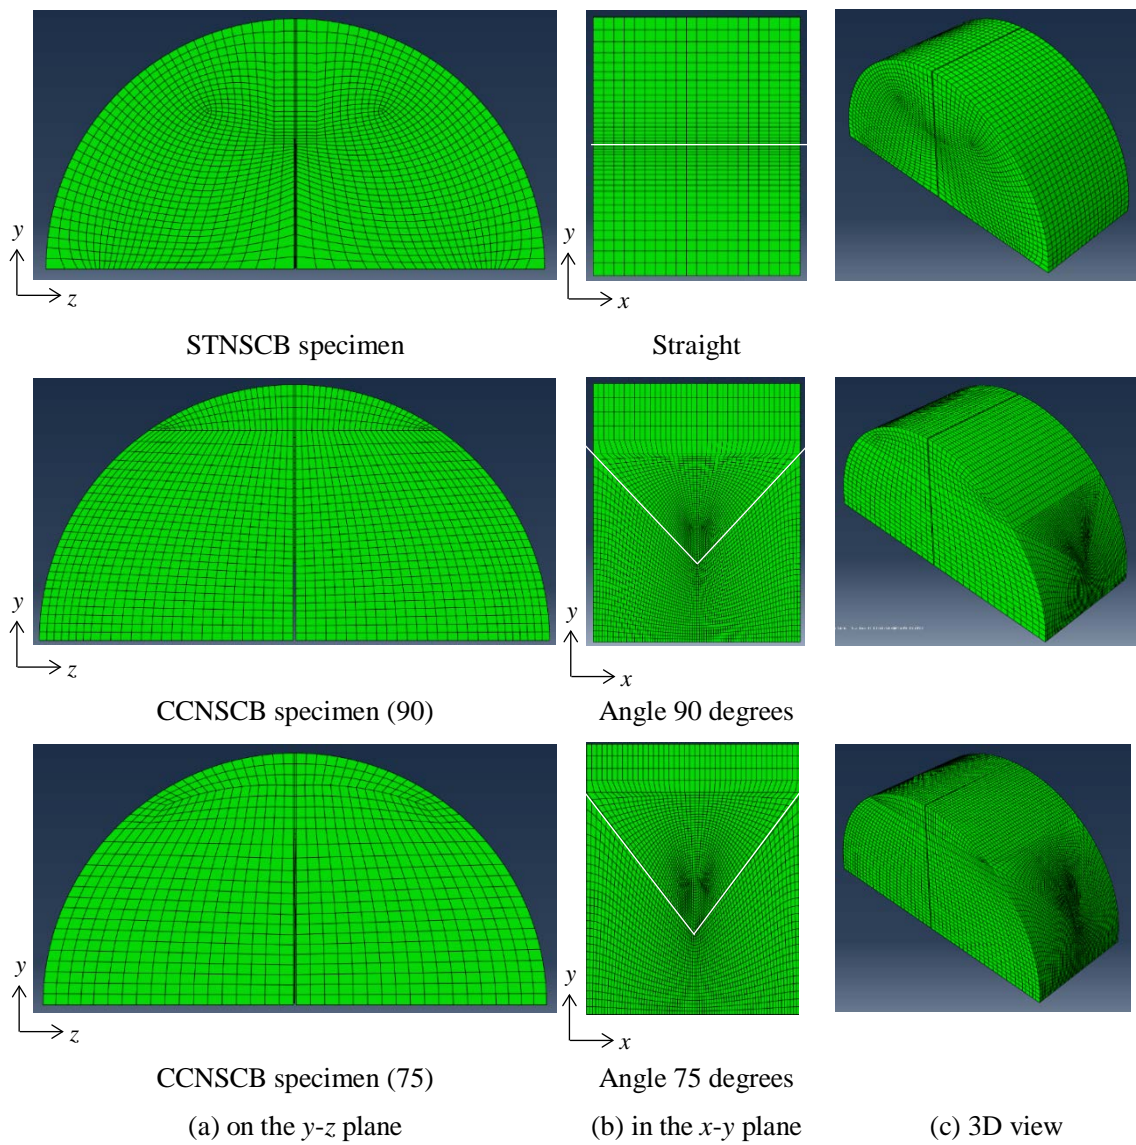 y
z
y
x
STNSCB specimen
Straight
y
z
y
x
CCNSCB specimen (90)
Angle 90 degrees
y
z
y
x
CCNSCB specimen (75)
Angle 75 degrees
(a) on the y-z plane
(b) in the x-y plane
(c) 3D view